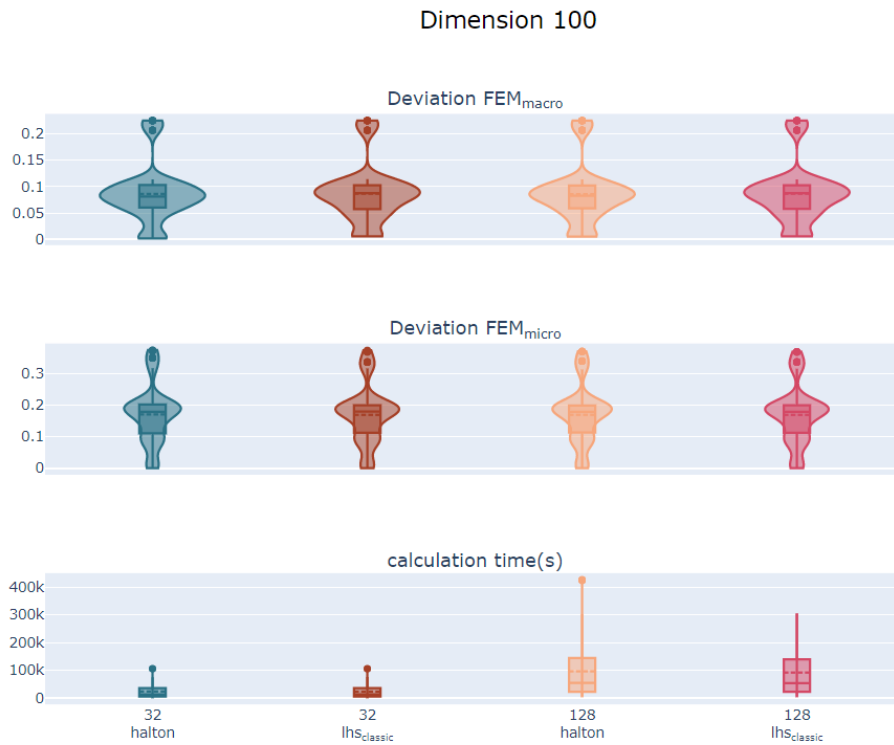 Dimension 100
Deviation FEMmacro
0.2
0.15
0.1
0.05
0
Deviation FEMmicro
0.3
0.2
0.1
0
calculation time(s)
400k
300k
200k
100k
0
32 32 128 128
halton lhsclassic halton lhsclassic